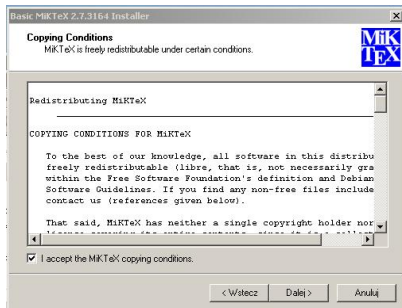 Basic MiKTeX 2.7.3164 Installer
Copying Conditions
MiKTeX is freely redistributable under certain conditions.
MiK
TEX
Redistributing MiKTeX
COPYING CONDITIONS FOR MiKTeX
To the best of our knowledge, all software in this distribu
freely redistributable (libre, that is, not necessarily gra
within the Free Software Foundation's definition and Debian
Software Guidelines. If you find any non-free files include
contact us (references given below).
That said, MiKTeX has neither a single copyright holder nor
I accept the MiKTeX copying conditions.
< Wstecz
Dalej >
Anuluj